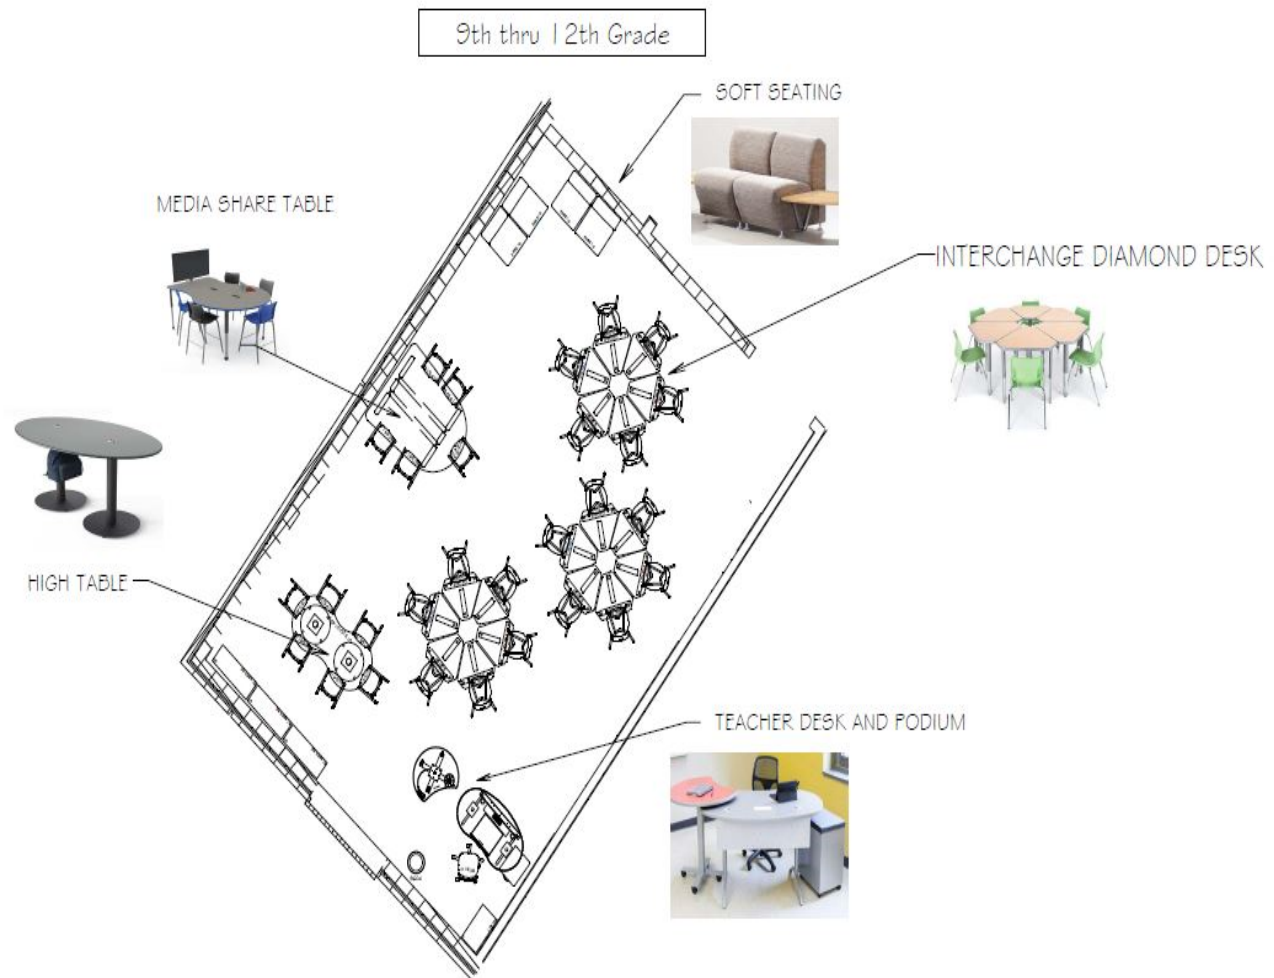 9th thru 12th Grade
SOFT SEATING
MEDIA SHARE TABLE
INTERCHANGE DIAMOND DESK
HIGH TABLE
TEACHER DESK AND PODIUM